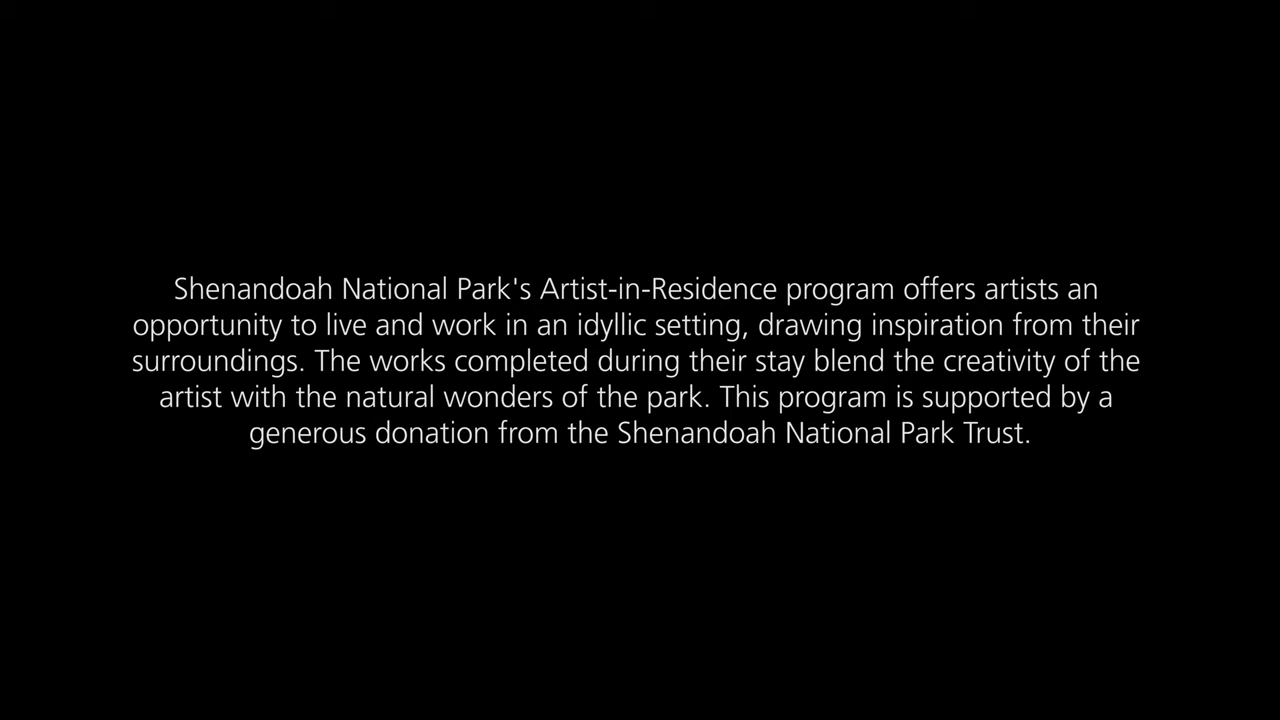 Shenandoah National Park's Artist-in-Residence program offers artists an
opportunity to live and work in an idyllic setting, drawing inspiration from their
surroundings. The works completed during their stay blend the creativity of the
artist with the natural wonders of the park. This program is supported by a
generous donation from the Shenandoah National Park Trust.